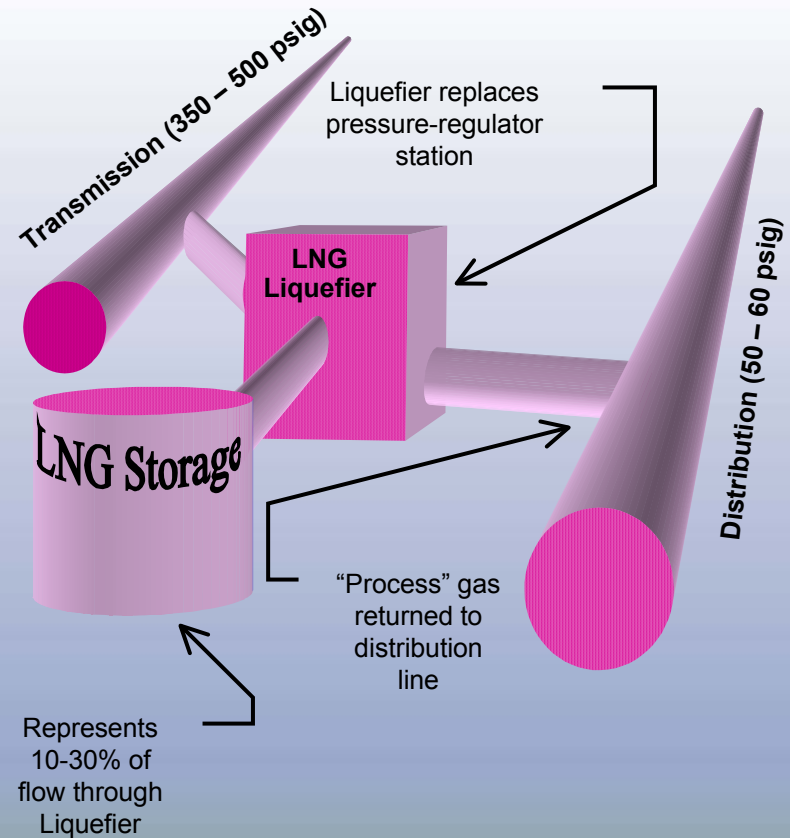 Transmission (350 – 500 psig)
Liquefier replaces
pressure-regulator
station
LNG
Liquefier
Distribution (50 – 60 psig)
LNG Storage
“Process” gas
returned to
distribution
line
Represents
10-30% of
flow through
Liquefier